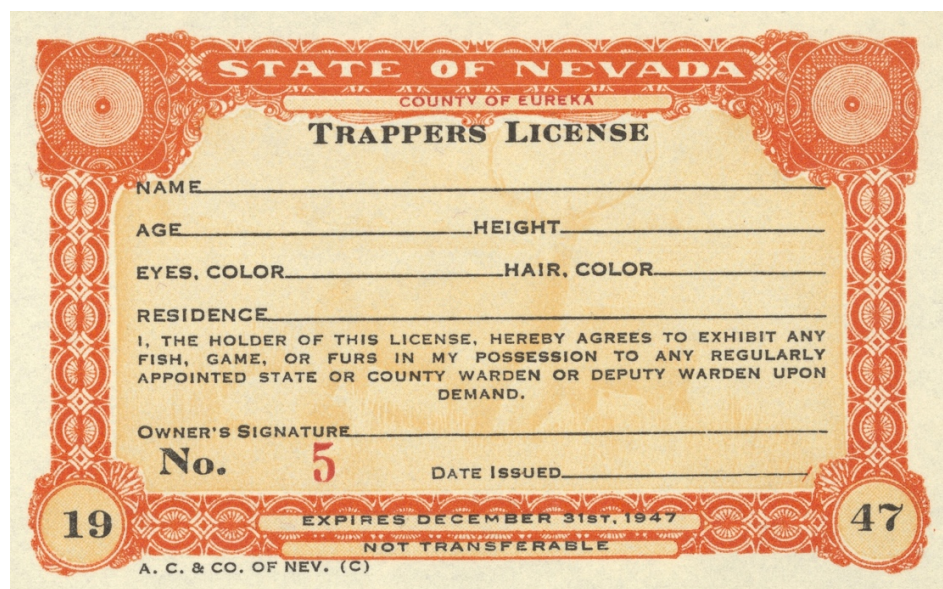 STATE OF NEVADA
COUNTY OF EUREKA
TRAPPERS LICENSE
NAME
AGE HEIGHT
EYES, COLOR HAIR, COLOR
RESIDENCE
I, THE HOLDER OF THIS LICENSE, HEREBY AGREES TO EXHIBIT ANY
FISH, GAME, OR FURS IN MY POSSESSION TO ANY REGULARLY
APPOINTED STATE OR COUNTY WARDEN OR DEPUTY WARDEN UPON
DEMAND.
OWNER'S SIGNATURE
No. 5 DATE ISSUED
19 EXPIRES DECEMBER 31ST, 1947 47
NOT TRANSFERABLE
A. C. & CO. OF NEV. (C)